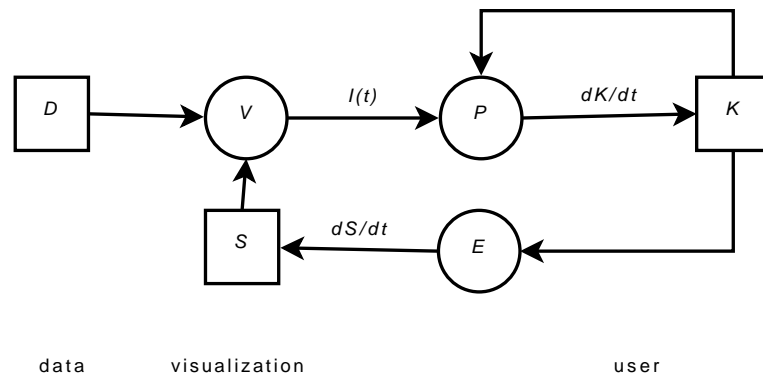 D
V
I(t)
P
dK/dt
K
S
dS/dt
E
data
visualization
user